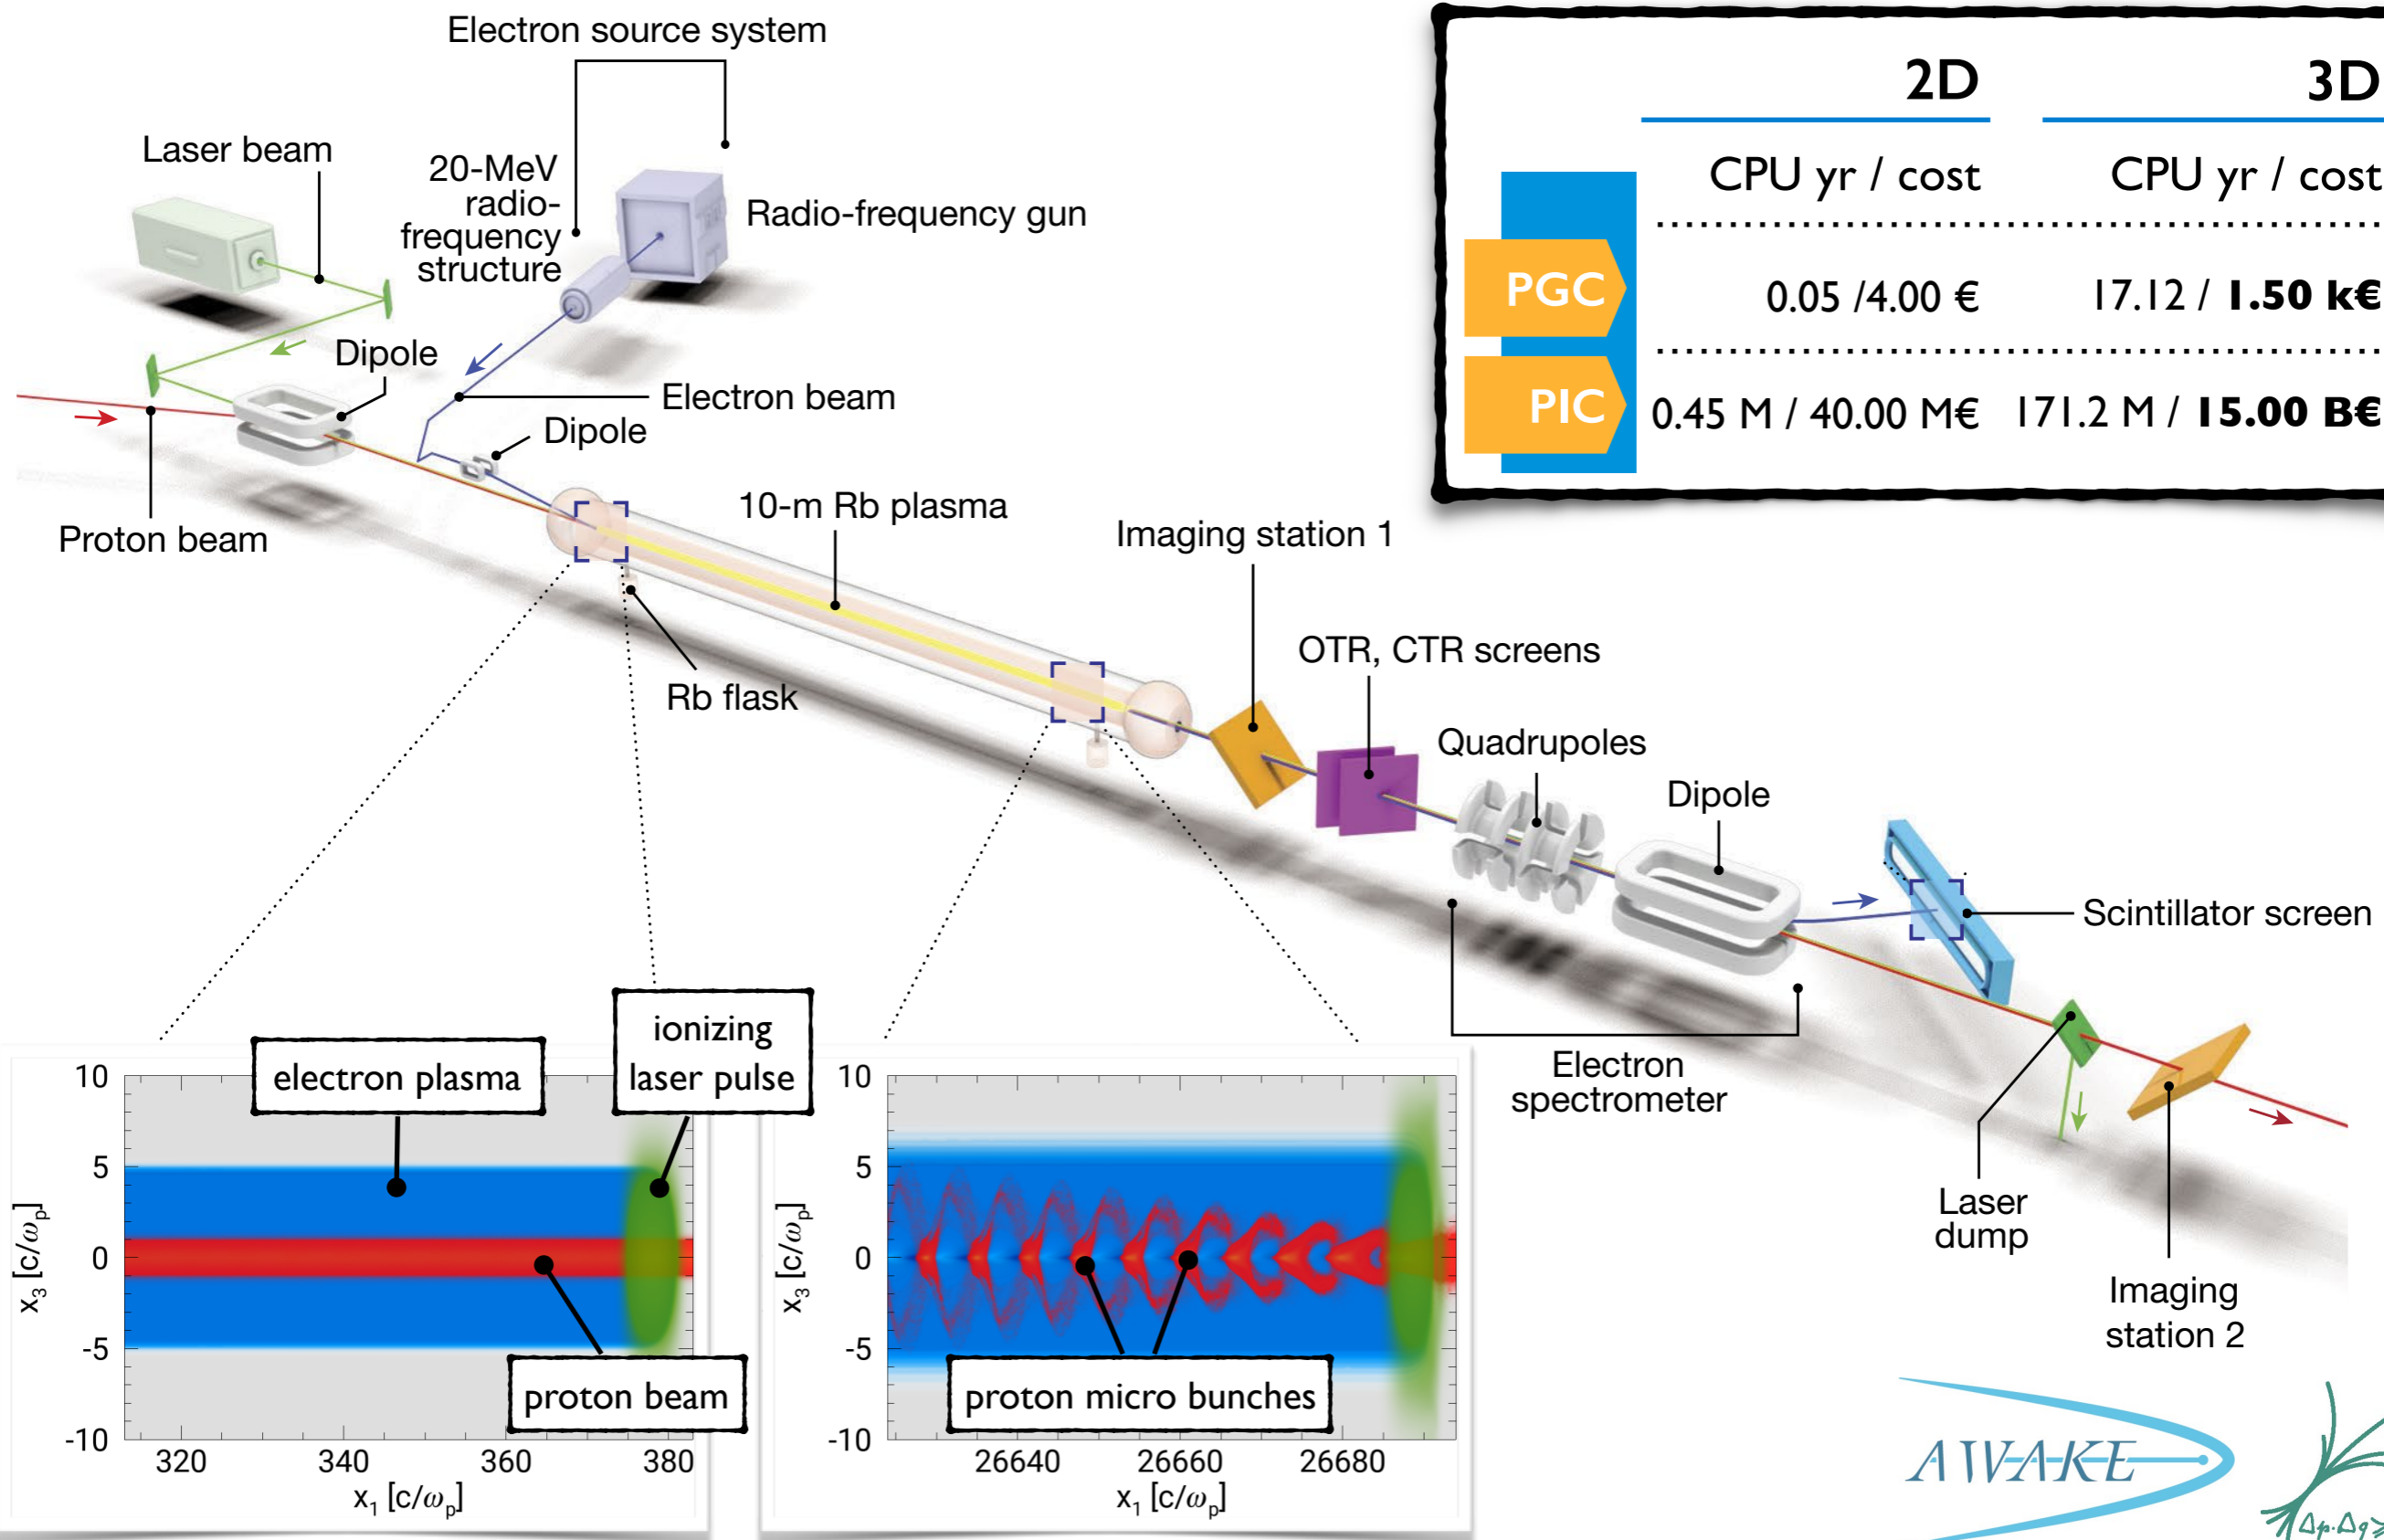 Electron source system
Laser beam
20-MeV
radio-
frequency
structure
Radio-frequency gun
Dipole
Electron beam
Dipole
Proton beam
10-m Rb plasma
Rb flask
Imaging station 1
OTR, CTR screens
Quadrupoles
Dipole
Scintillator screen
Electron
spectrometer
Laser
dump
Imaging
station 2
2D 3D
CPU yr / cost CPU yr / cost
PGC 0.05 /4.00 € 17.12 / 1.50 k€
PIC 0.45 M / 40.00 M€ 171.2 M / 15.00 B€
electron plasma
ionizing
laser pulse
proton beam
10
5
0
-5
-10
x₃ [c/ωₚ]
320 340 360 380
x₁ [c/ωₚ]
proton micro bunches
10
5
0
-5
-10
x₃ [c/ωₚ]
26640 26660 26680
x₁ [c/ωₚ]
AWAKE
Δp·Δq≥